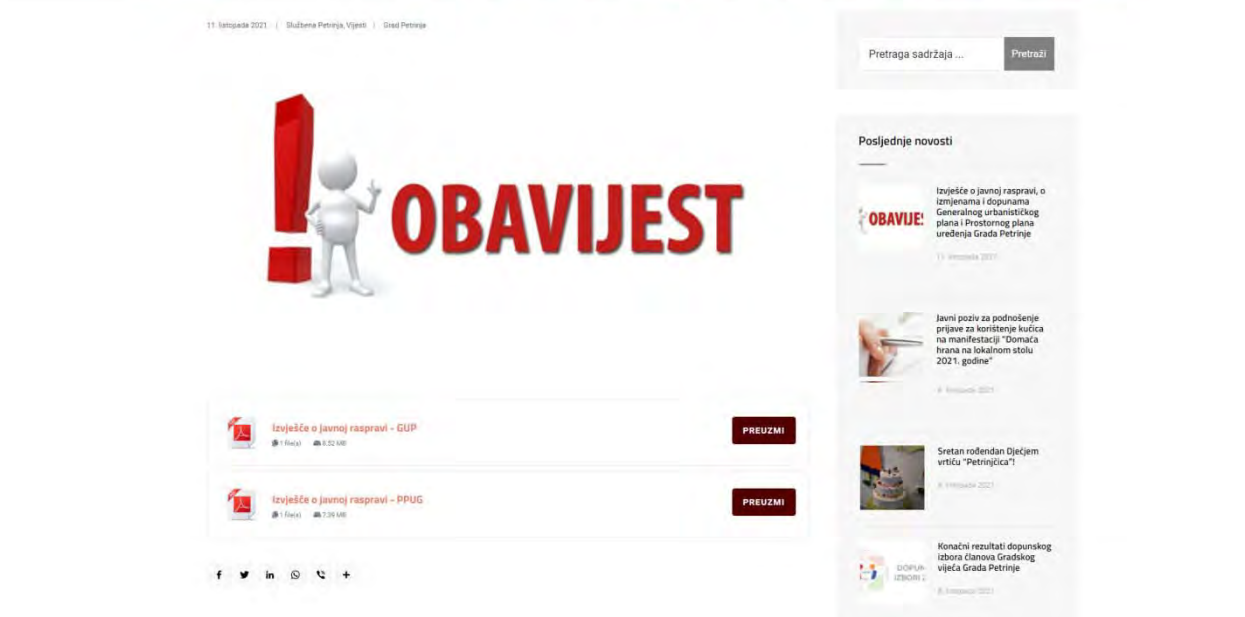 11. listopada 2021 | Službena Petrinja, Vijesti | Grad Petrinja
OBAVIJEST
Izvješće o javnoj raspravi - GUP
1 file(s) 8.52 MB
PREUZMI
Izvješće o javnoj raspravi - PPUG
1 file(s) 7.39 MB
PREUZMI
Pretraga sadržaja ...
Pretraži
Posljednje novosti
OBAVIJE
Izvješće o javnoj raspravi, o
izmjenama i dopunama
Generalnog urbanističkog
plana i Prostornog plana
uređenja Grada Petrinje
11. listopada 2021
Javni poziv za podnošenje
prijave za korištenje kućica
na manifestaciji "Domaća
hrana na lokalnom stolu
2021. godine"
listopada 2021
Sretan rođendan Dječjem
vrtiću "Petrinjčica"!
listopada 2021
DOPUN
IZBORI 2
Konačni rezultati dopunskog
izbora članova Gradskog
vijeća Grada Petrinje
listopada 2021